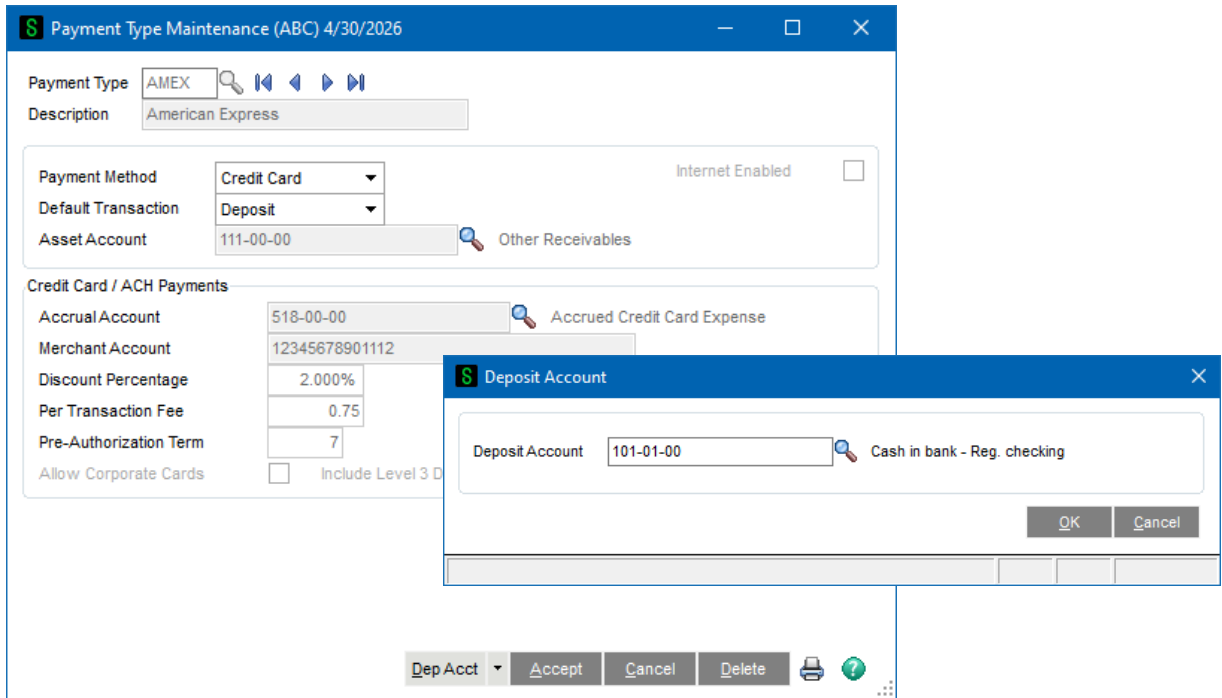 S Payment Type Maintenance (ABC) 4/30/2026
Payment Type AMEX
Description American Express
Payment Method Credit Card Internet Enabled
Default Transaction Deposit
Asset Account 111-00-00 Other Receivables
Credit Card / ACH Payments
Accrual Account 518-00-00 Accrued Credit Card Expense
Merchant Account 12345678901112
Discount Percentage 2.000%
Per Transaction Fee 0.75
Pre-Authorization Term 7
Allow Corporate Cards Include Level 3 D
S Deposit Account
Deposit Account 101-01-00 Cash in bank - Reg. checking
OK Cancel
Dep Acct Accept Cancel Delete ?